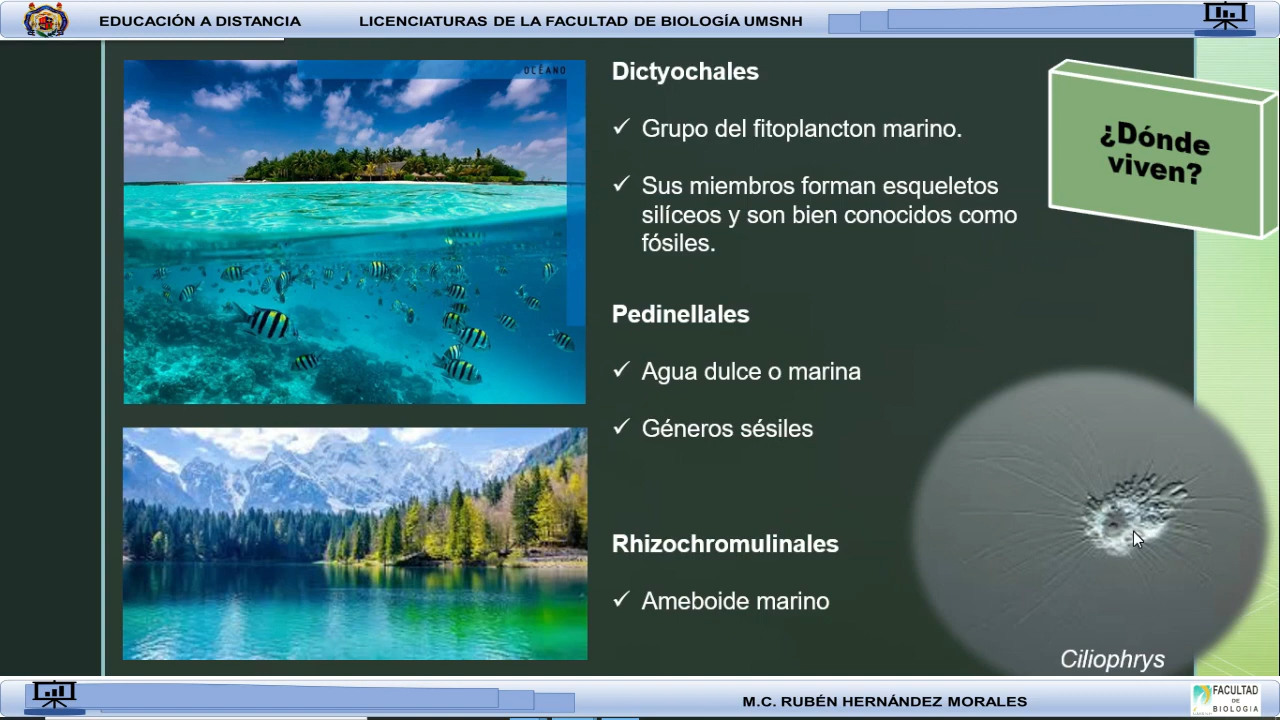 EDUCACIÓN A DISTANCIA
LICENCIATURAS DE LA FACULTAD DE BIOLOGÍA UMSNH
OCÉANO
Dictyochales
✓ Grupo del fitoplancton marino.
✓ Sus miembros forman esqueletos
silíceos y son bien conocidos como
fósiles.
¿Dónde
viven?
Pedinellales
✓ Agua dulce o marina
✓ Géneros sésiles
Rhizochromulinales
✓ Ameboide marino
Ciliophrys
M.C. RUBÉN HERNÁNDEZ MORALES
FACULTAD
DE
BIOLOGIA